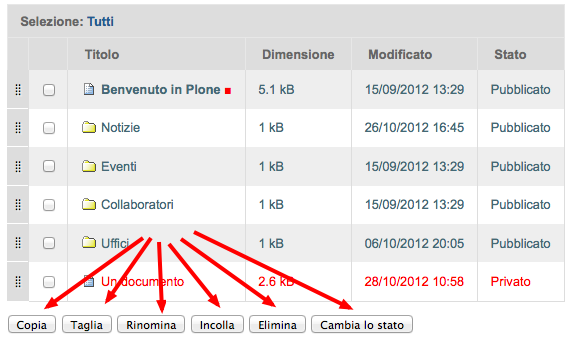 Selezione: Tutti
Titolo Dimensione Modificato Stato
Benvenuto in Plone 5.1 kB 15/09/2012 13:29 Pubblicato
Notizie 1 kB 26/10/2012 16:45 Pubblicato
Eventi 1 kB 15/09/2012 13:29 Pubblicato
Collaboratori 1 kB 15/09/2012 13:29 Pubblicato
Uffici 1 kB 06/10/2012 20:05 Pubblicato
Un documento 2.6 kB 28/10/2012 10:58 Privato
Copia Taglia Rinomina Incolla Elimina Cambia lo stato